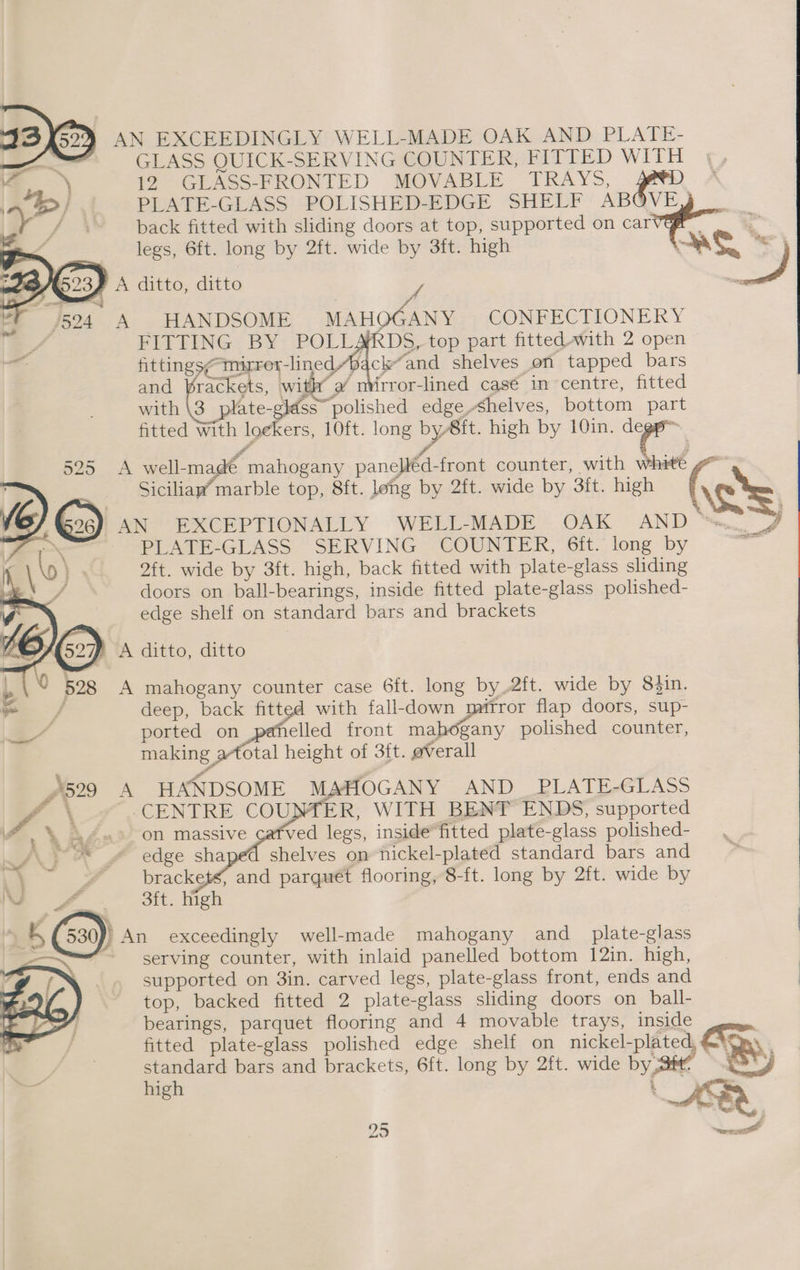 33 522 AN EXCEEDINGLY WELL-MADE OAK AND PLATE-
GLASS QUICK-SERVING COUNTER, FITTED WITH
12 GLASS-FRONTED MOVABLE TRAYS, AND
PLATE-GLASS POLISHED-EDGE SHELF ABOVE,
back fitted with sliding doors at top, supported on carved
legs, 6ft. long by 2ft. wide by 3ft. high
523 A ditto, ditto
524 A HANDSOME MAHOGANY CONFECTIONERY
FITTING BY POLLARDS, top part fitted with 2 open
fittings, mirror-lined back and shelves on tapped bars
and brackets, with a mirror-lined case in centre, fitted
with 3 plate-glass polished edge shelves, bottom part
fitted with lockers, 10ft. long by 8ft. high by 10in. deep
525 A well-made mahogany panelled-front counter, with white
Sicilian marble top, 8ft. long by 2ft. wide by 3ft. high
16 526 AN EXCEPTIONALLY WELL-MADE OAK AND
PLATE-GLASS SERVING COUNTER, 6ft. long by
2ft. wide by 3ft. high, back fitted with plate-glass sliding
doors on ball-bearings, inside fitted plate-glass polished-
edge shelf on standard bars and brackets
16 527 A ditto, ditto
528 A mahogany counter case 6ft. long by 2ft. wide by 8½in.
deep, back fitted with fall-down mirror flap doors, sup-
ported on panelled front mahogany polished counter,
making a total height of 3ft. overall
529 A HANDSOME MAHOGANY AND PLATE-GLASS
CENTRE COUNTER, WITH BENT ENDS, supported
on massive carved legs, inside fitted plate-glass polished-
edge shaped shelves on nickel-plated standard bars and
brackets, and parquet flooring, 8-ft. long by 2ft. wide by
3ft. high
530 An exceedingly well-made mahogany and plate-glass
serving counter, with inlaid panelled bottom 12in. high,
supported on 3in. carved legs, plate-glass front, ends and
top, backed fitted 2 plate-glass sliding doors on ball-
bearings, parquet flooring and 4 movable trays, inside
fitted plate-glass polished edge shelf on nickel-plated
standard bars and brackets, 6ft. long by 2ft. wide by 3ft.
high
25